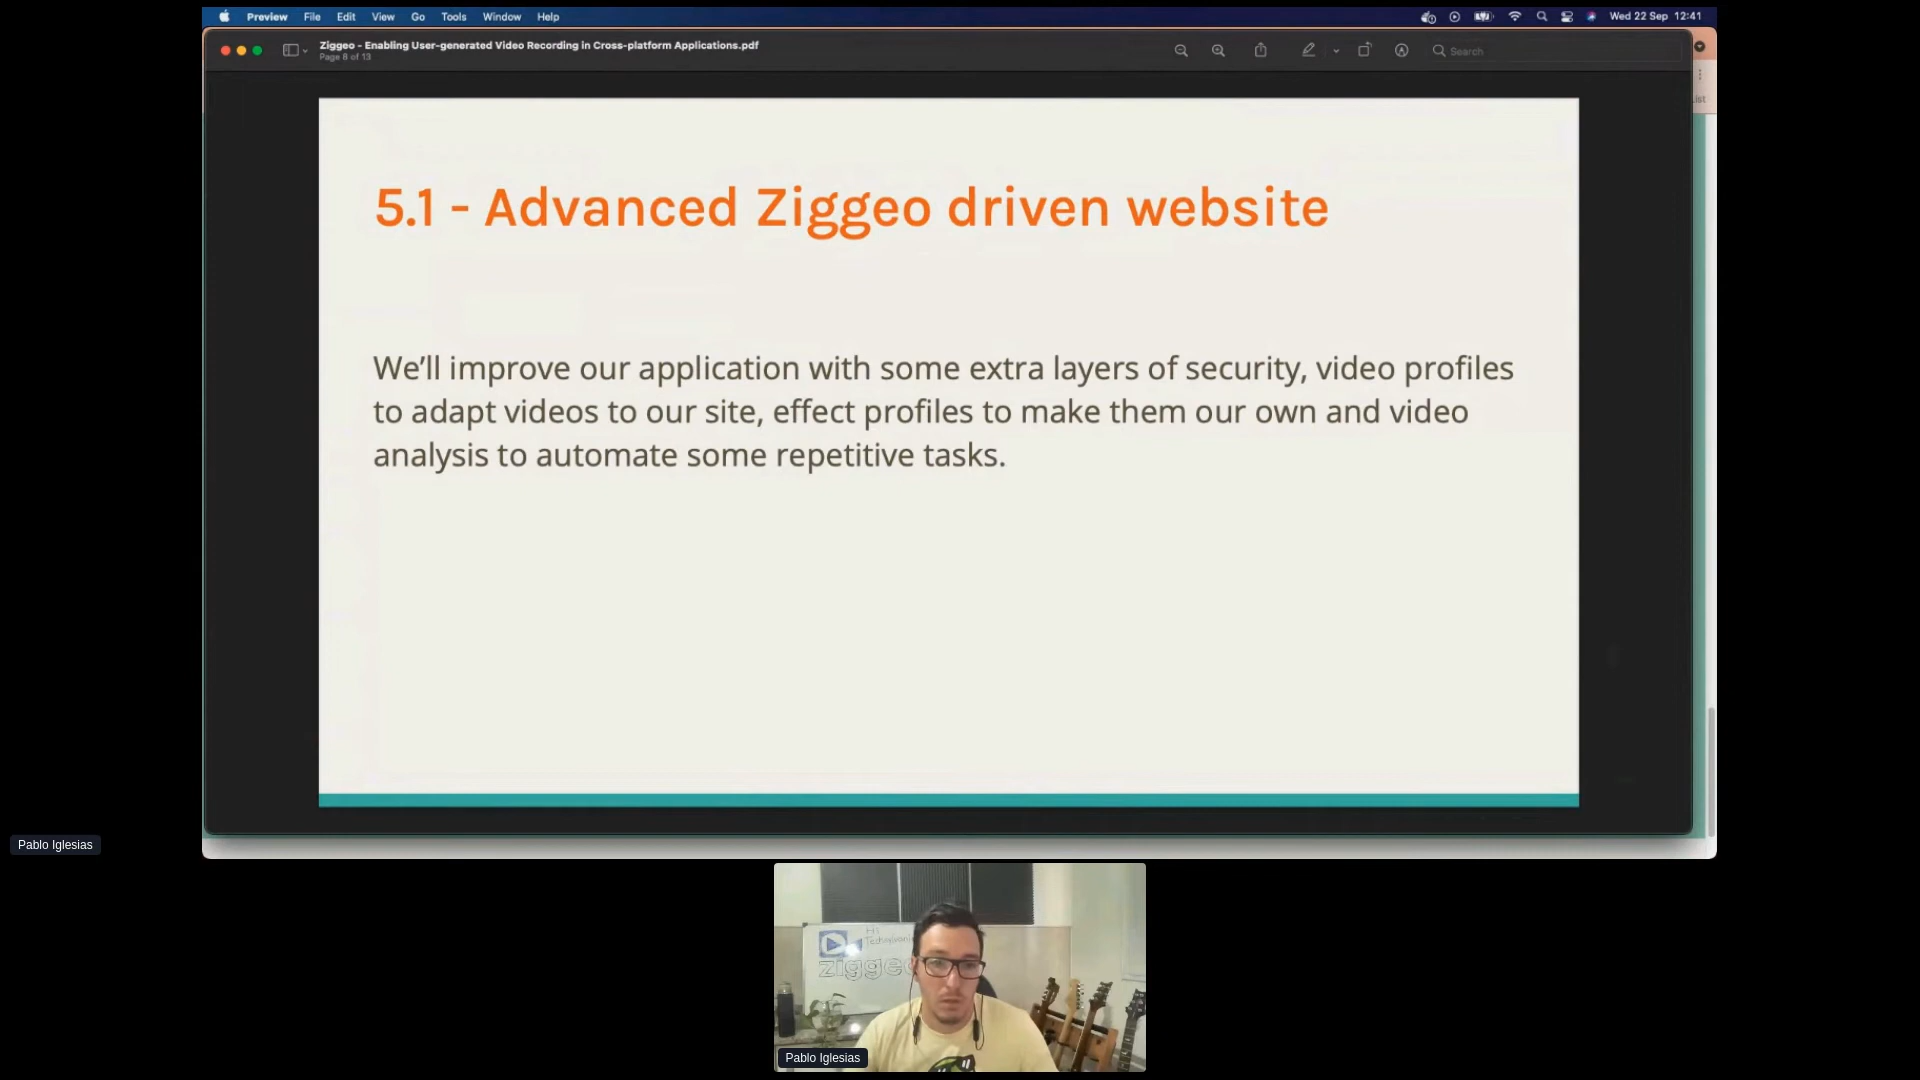 Preview File Edit View Go Tools Window Help
Wed 22 Sep 12:41
Ziggeo - Enabling User-generated Video Recording in Cross-platform Applications.pdf
Page 8 of 13
Search
List
5.1 - Advanced Ziggeo driven website
We'll improve our application with some extra layers of security, video profiles
to adapt videos to our site, effect profiles to make them our own and video
analysis to automate some repetitive tasks.
Pablo Iglesias
Hi
ziggeo
Pablo Iglesias